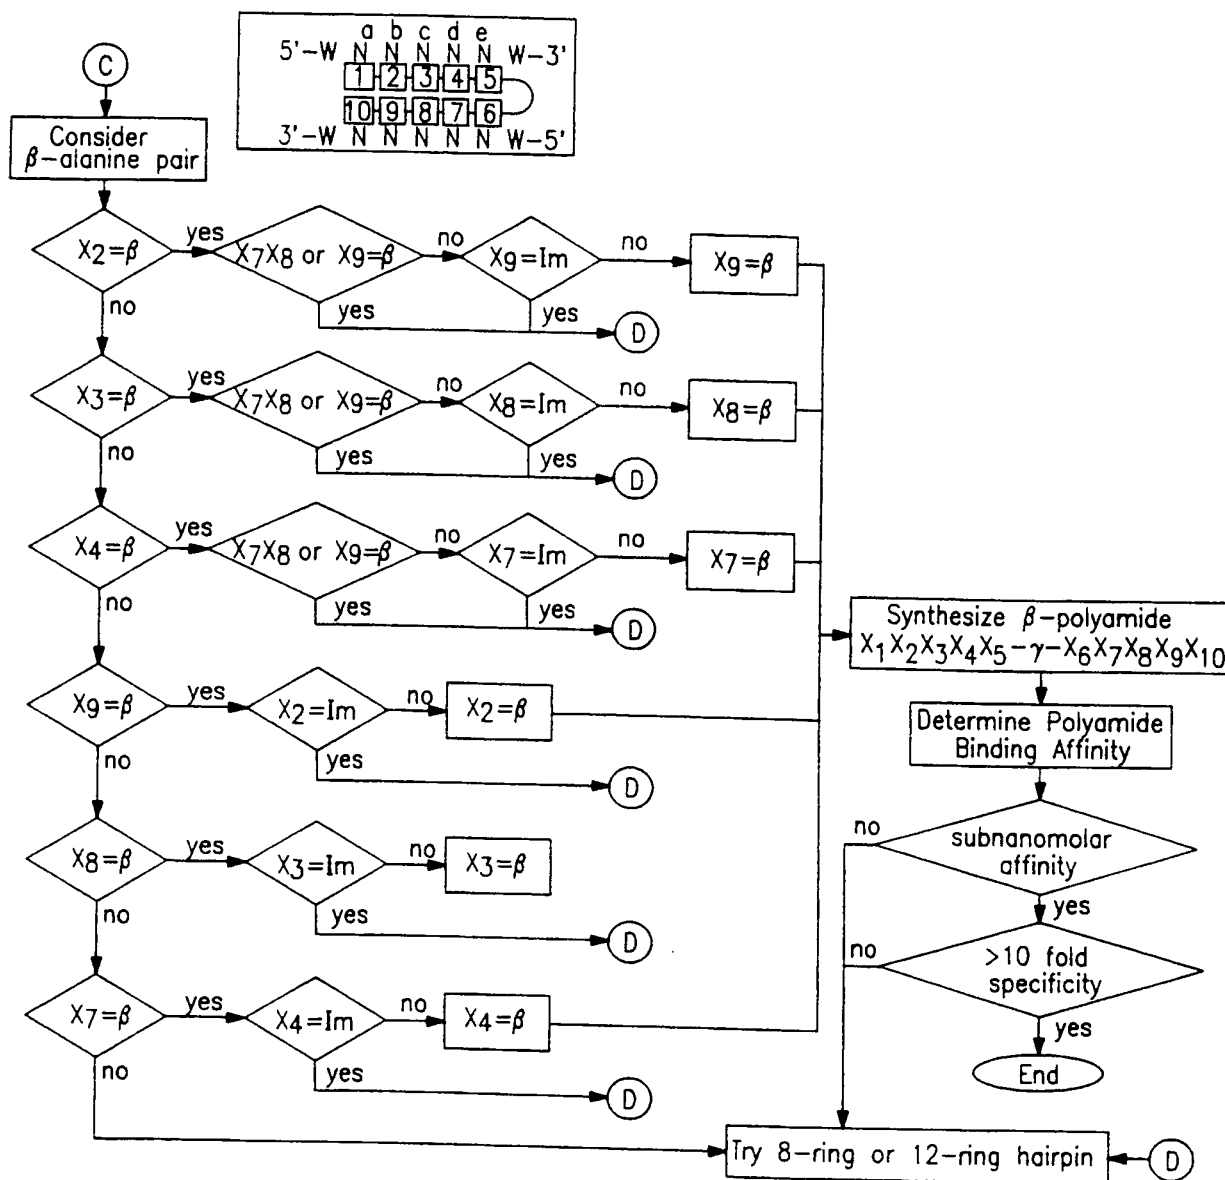 a b c d e
5'-W N N N N N W-3'
1 2 3 4 5
10 9 8 7 6
3'-W N N N N N W-5'
C
Consider
β-alanine pair
X2=β
yes
X7X8 or X9=β
no
X9=Im
no
X9=β
no
yes
yes
D
X3=β
yes
X7X8 or X9=β
no
X8=Im
no
X8=β
no
yes
yes
D
X4=β
yes
X7X8 or X9=β
no
X7=Im
no
X7=β
no
yes
yes
D
X9=β
yes
X2=Im
no
X2=β
no
yes
D
X8=β
yes
X3=Im
no
X3=β
no
yes
D
X7=β
yes
X4=Im
no
X4=β
no
yes
D
Synthesize β-polyamide
X1X2X3X4X5-γ-X6X7X8X9X10
Determine Polyamide
Binding Affinity
no
subnanomolar
affinity
yes
no
>10 fold
specificity
yes
End
Try 8-ring or 12-ring hairpin
D